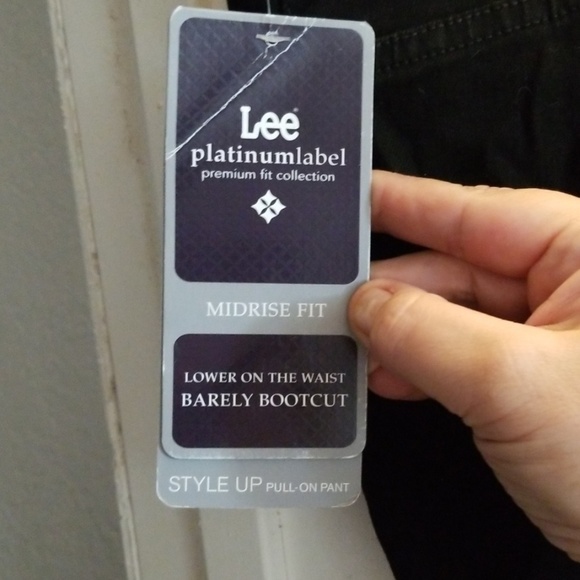 Lee
platinumlabel
premium fit collection
MIDRISE FIT
LOWER ON THE WAIST
BARELY BOOTCUT
STYLE UP PULL-ON PANT